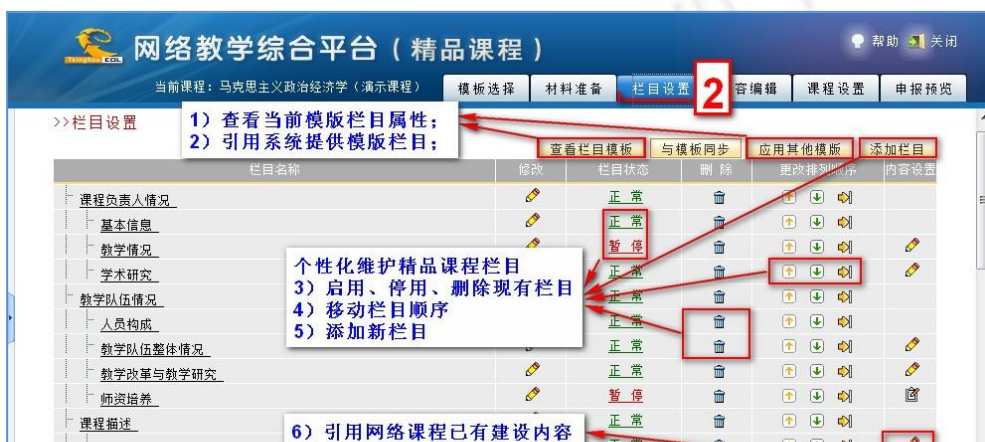 Tsinghua EOL 网络教学综合平台（精品课程） 帮助 关闭
当前课程：马克思主义政治经济学（演示课程） 模板选择 材料准备 栏目设置 2 容编辑 课程设置 申报预览
>>栏目设置
1）查看当前模版栏目属性；
2）引用系统提供模版栏目；
查看栏目模板 与模板同步 应用其他模版 添加栏目
栏目名称 修改 栏目状态 删除 更改排列顺序 内容设置
课程负责人情况 正常
基本信息 正常
教学情况 暂停
学术研究 正常
个性化维护精品课程栏目
3）启用、停用、删除现有栏目
4）移动栏目顺序
5）添加新栏目
教学队伍情况 正常
人员构成 正常
教学队伍整体情况 正常
教学改革与教学研究 正常
师资培养 暂停
课程描述 正常
6）引用网络课程已有建设内容